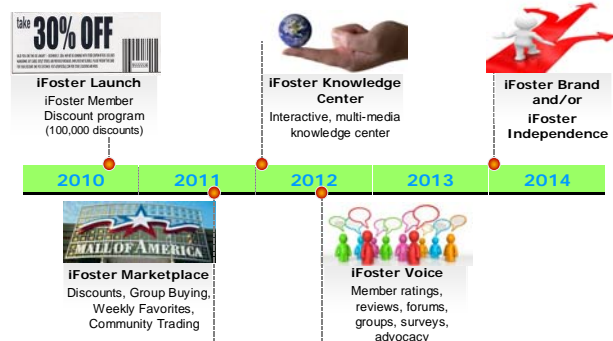 take
30% OFF
iFoster Launch
iFoster Member
Discount program
(100,000 discounts)
iFoster Knowledge
Center
Interactive, multi-media
knowledge center
iFoster Brand
and/or
iFoster
Independence
2010 2011 2012 2013 2014
MALL OF AMERICA
iFoster Marketplace
Discounts, Group Buying,
Weekly Favorites,
Community Trading
iFoster Voice
Member ratings,
reviews, forums,
groups, surveys,
advocacy